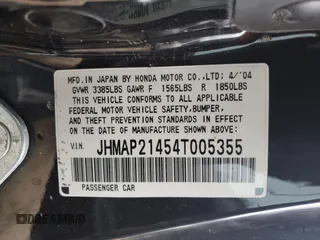 MFD. IN JAPAN BY HONDA MOTOR CO.,LTD; 4/'04
GVWR 3385LBS GAWR F 1565LBS R 1850LBS
THIS VEHICLE CONFORMS TO ALL APPLICABLE
FEDERAL MOTOR VEHICLE SAFETY, BUMPER,
AND THEFT PREVENTION STANDARDS IN EFFECT
ON THE DATE OF MANUFACTURE SHOWN ABOVE.
V.I.N. JHMAP21454T005355
PASSENGER CAR
DREAMBID